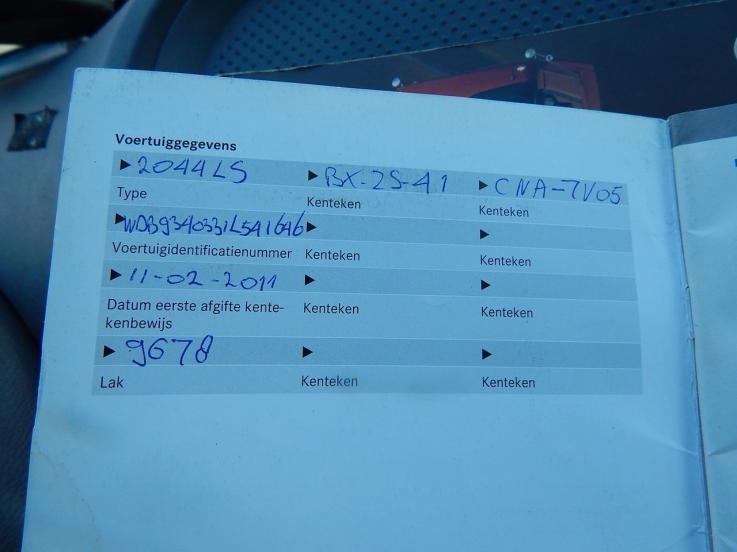 Voertuiggegevens
2044LS BX-2S-41 CNA-7V05
Type Kenteken Kenteken
WDB9340331L541646
Voertuigidentificatienummer Kenteken Kenteken
11-02-2011
Datum eerste afgifte kente- Kenteken Kenteken
kenbewijs
9678
Lak Kenteken Kenteken